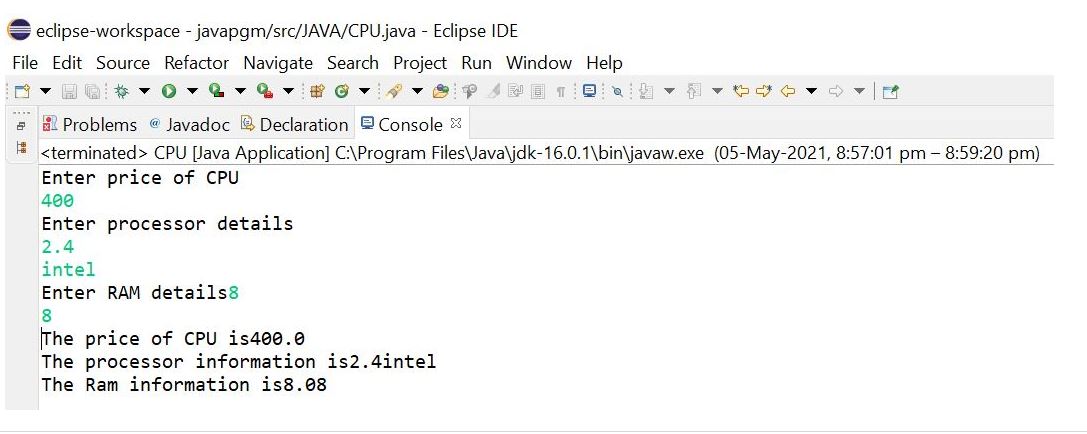 eclipse-workspace - javapgm/src/JAVA/CPU.java - Eclipse IDE
File Edit Source Refactor Navigate Search Project Run Window Help
Problems @ Javadoc Declaration Console
<terminated> CPU [Java Application] C:\Program Files\Java\jdk-16.0.1\bin\javaw.exe (05-May-2021, 8:57:01 pm – 8:59:20 pm)
Enter price of CPU
400
Enter processor details
2.4
intel
Enter RAM details8
8
The price of CPU is400.0
The processor information is2.4intel
The Ram information is8.08